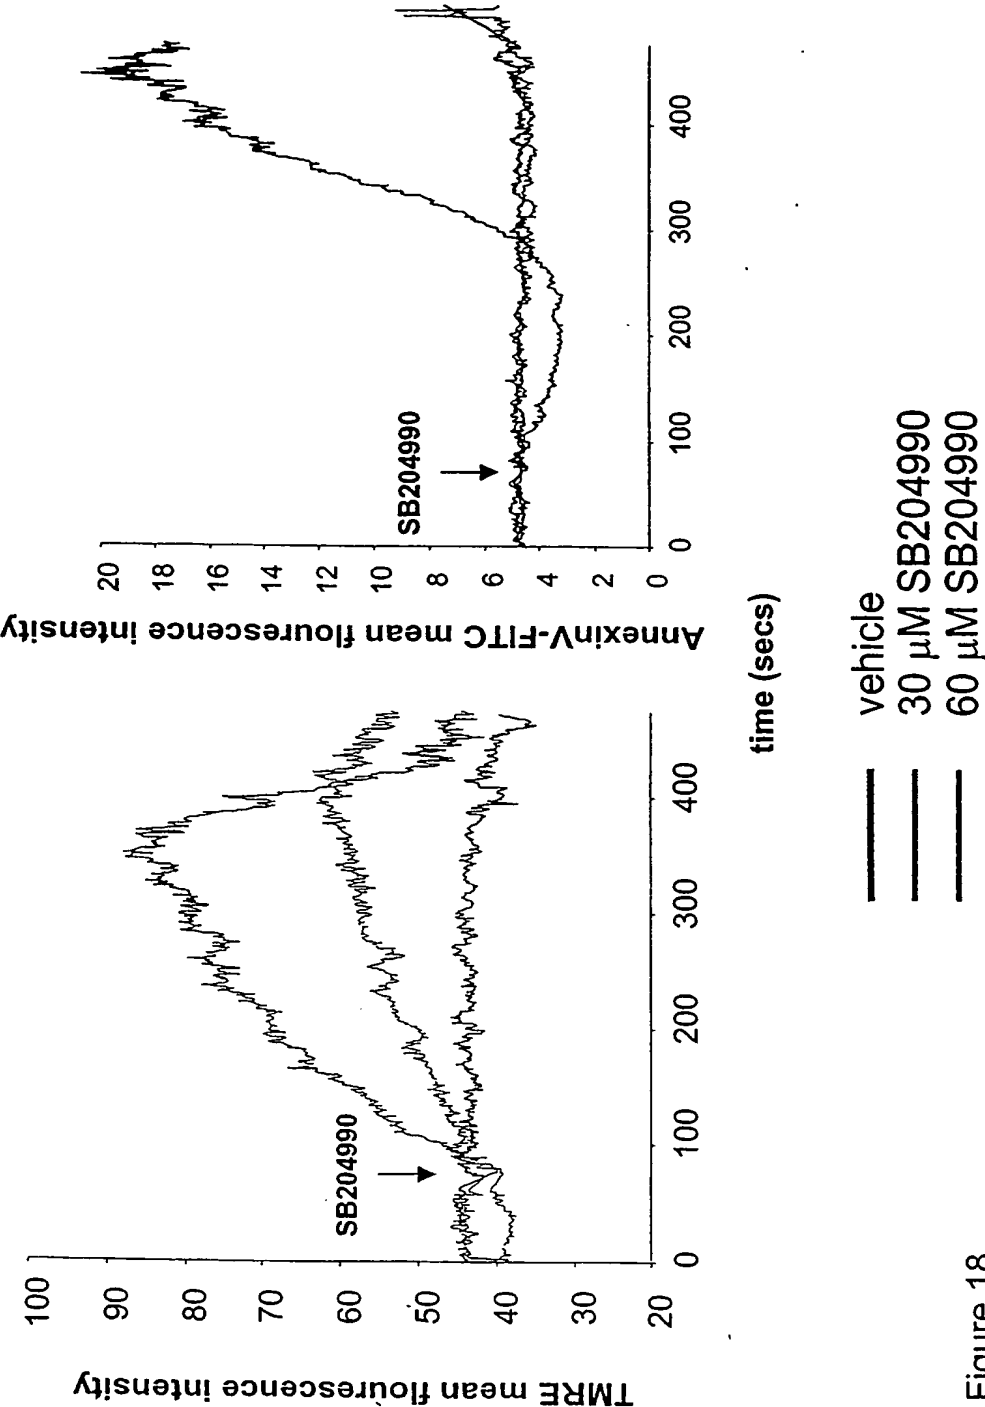 TMRE mean flourescence intensity
100
90
80
70
60
50
40
30
20
SB204990
0 100 200 300 400
AnnexinV-FITC mean flourescence intensity
20
18
16
14
12
10
8
6
4
2
0
SB204990
0 100 200 300 400
time (secs)
vehicle
30 μM SB204990
60 μM SB204990
Figure 18